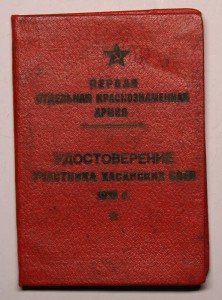 ПЕРВАЯ
ОТДЕЛЬНАЯ КРАСНОЗНАМЕННАЯ
АРМИЯ
УДОСТОВЕРЕНИЕ
УЧАСТНИКА ХАСАНСКИХ БОЕВ
1938 г.